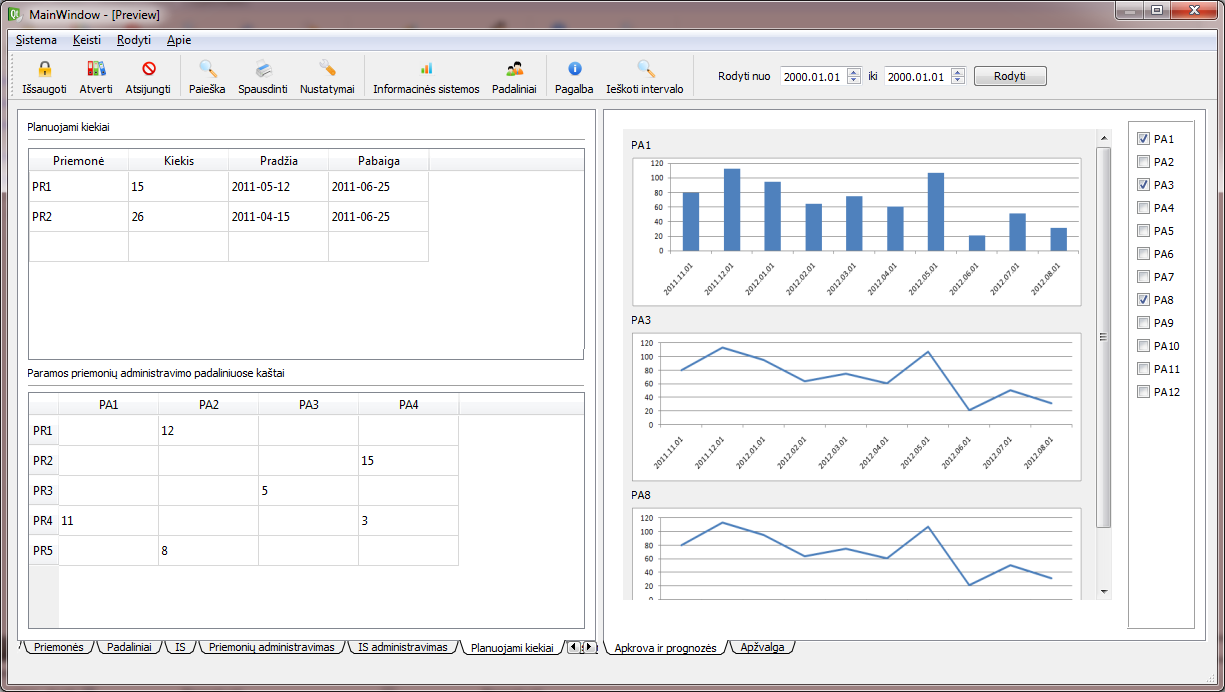 MainWindow - [Preview]
Sistema Keisti Rodyti Apie
Išsaugoti Atverti Atsijungti Paieška Spausdinti Nustatymai Informacinės sistemos Padaliniai Pagalba Ieškoti intervalo Rodyti nuo 2000.01.01 iki 2000.01.01 Rodyti
Planuojami kiekiai
Priemonė Kiekis Pradžia Pabaiga
PR1 15 2011-05-12 2011-06-25
PR2 26 2011-04-15 2011-06-25
Paramos priemonių administravimo padaliniuose kaštai
PA1 PA2 PA3 PA4
PR1 12
PR2 15
PR3 5
PR4 11 3
PR5 8
Priemonės Padaliniai IS Priemonių administravimas IS administravimas Planuojami kiekiai
PA1
120
100
80
60
40
20
0
2011.11.01 2011.12.01 2012.01.01 2012.02.01 2012.03.01 2012.04.01 2012.05.01 2012.06.01 2012.07.01 2012.08.01
PA3
120
100
80
60
40
20
0
2011.11.01 2011.12.01 2012.01.01 2012.02.01 2012.03.01 2012.04.01 2012.05.01 2012.06.01 2012.07.01 2012.08.01
PA8
120
100
80
60
40
20
0
PA1
PA2
PA3
PA4
PA5
PA6
PA7
PA8
PA9
PA10
PA11
PA12
Apkrova ir prognozės Apžvalga